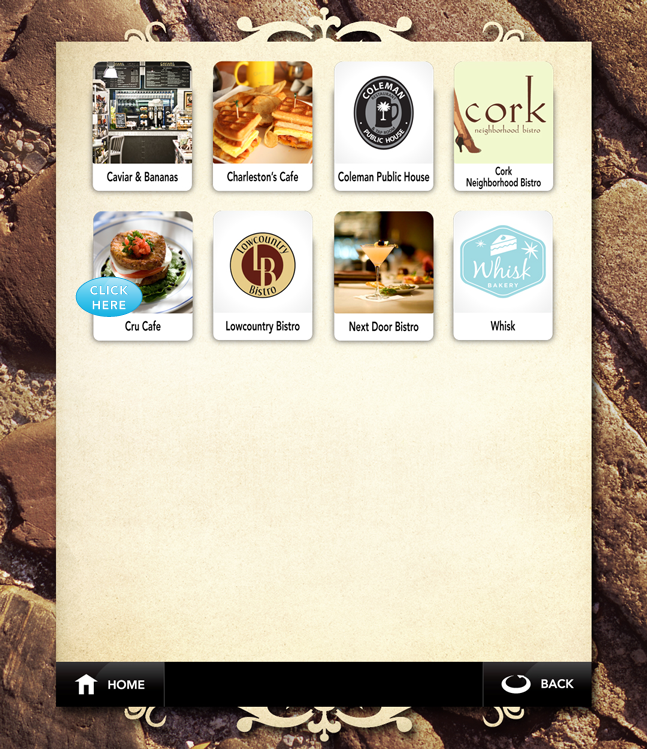 Caviar & Bananas
Charleston's Cafe
COLEMAN
PUBLIC HOUSE
Coleman Public House
cork
neighborhood bistro
Cork
Neighborhood Bistro
CLICK
HERE
Cru Cafe
Lowcountry
LB
Bistro
Lowcountry Bistro
Next Door Bistro
Whisk
BAKERY
Whisk
HOME
BACK